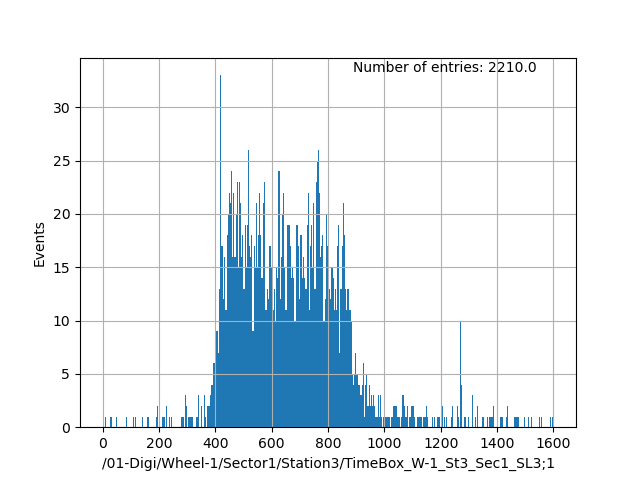 Number of entries: 2210.0
30
25
20
15
10
5
0
Events
0 200 400 600 800 1000 1200 1400 1600
/01-Digi/Wheel-1/Sector1/Station3/TimeBox_W-1_St3_Sec1_SL3;1